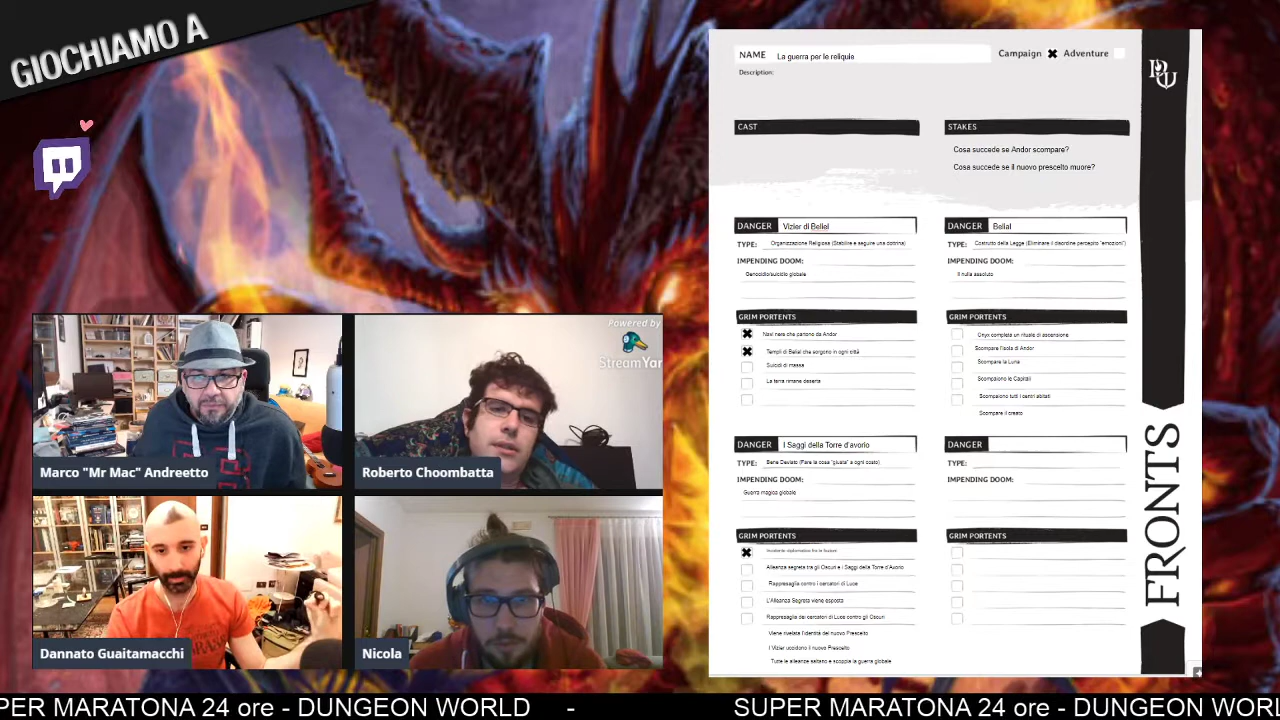 GIOCHIAMO A
NAME La guerra per le reliquie
Campaign Adventure
Description:
CAST
STAKES
Cosa succede se Andor scompare?
Cosa succede se il nuovo prescelto muore?
DANGER Vizier di Beliel
TYPE: Organizzazione Religiosa (Stabilire e seguire una dottrina)
IMPENDING DOOM:
Genocidio/suicidio globale
GRIM PORTENTS
Navi nere che partono da Andor
Templi di Belial che sorgono in ogni città
Suicidi di massa
La terra rimane deserta
DANGER Belial
TYPE: Costrutto della Legge (Eliminare il disordine percepito "emozioni")
IMPENDING DOOM:
Il nulla assoluto
GRIM PORTENTS
Onyx completa un rituale di ascensione
Scompare l'isola di Andor
Scompare la Luna
Scompaiono le Capitali
Scompaiono tutti i centri abitati
Scompare il creato
DANGER I Saggi della Torre d'avorio
TYPE: Bene Deviato (Fare la cosa "giusta" a ogni costo)
IMPENDING DOOM:
Guerra magica globale
GRIM PORTENTS
Incidente diplomatico fra le fazioni
Alleanza segreta tra gli Oscuri e i Saggi della Torre d'Avorio
Rappresaglia contro i cercatori di Luce
L'Alleanza Segreta viene esposta
Rappresaglia dei cercatori di Luce contro gli Oscuri
Viene rivelata l'identità del nuovo Prescelto
I Vizier uccidono il nuovo Prescelto
Tutte le alleanze saltano e scoppia la guerra globale
DANGER
TYPE:
IMPENDING DOOM:
GRIM PORTENTS
FRONTS
Powered by
StreamYar
Marco "Mr Mac" Andreetto
Roberto Choombatta
Dannato Guaitamacchi
Nicola
PER MARATONA 24 ore - DUNGEON WORLD - SUPER MARATONA 24 ore - DUNGEON WORL